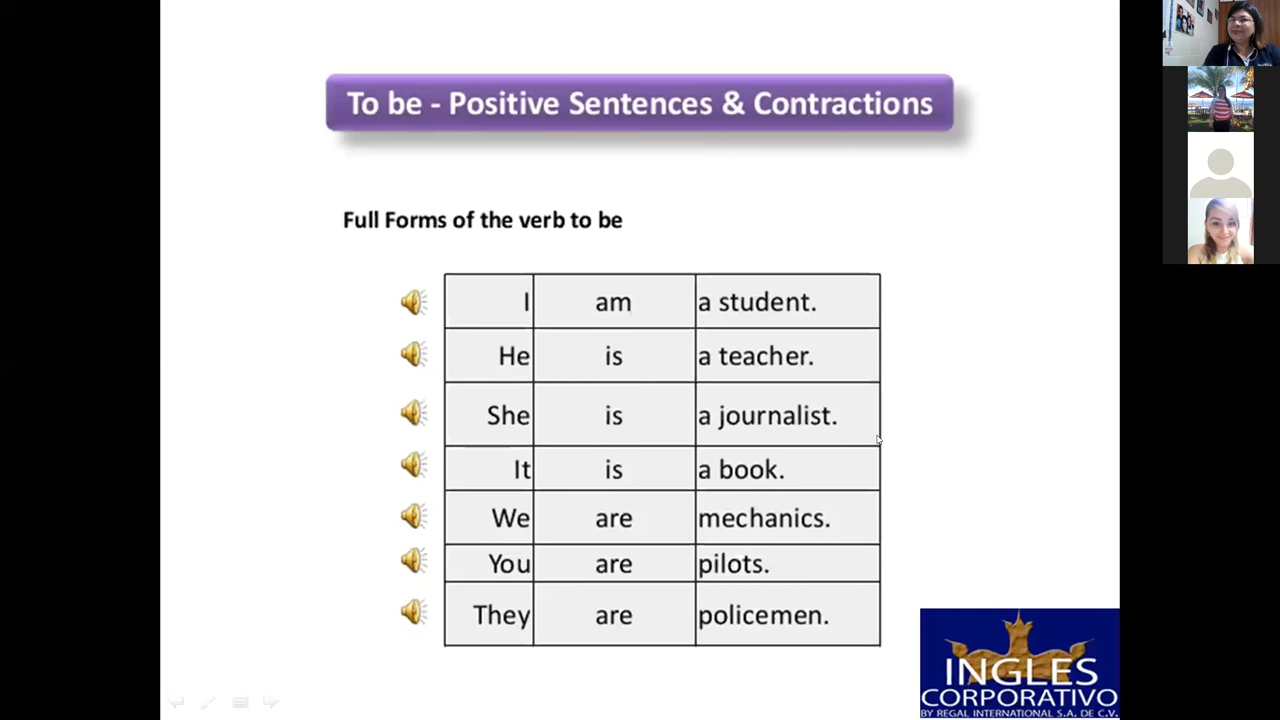 To be - Positive Sentences & Contractions
Full Forms of the verb to be
I am a student.
He is a teacher.
She is a journalist.
It is a book.
We are mechanics.
You are pilots.
They are policemen.
INGLES
CORPORATIVO
BY REGAL INTERNATIONAL S.A. DE C.V.